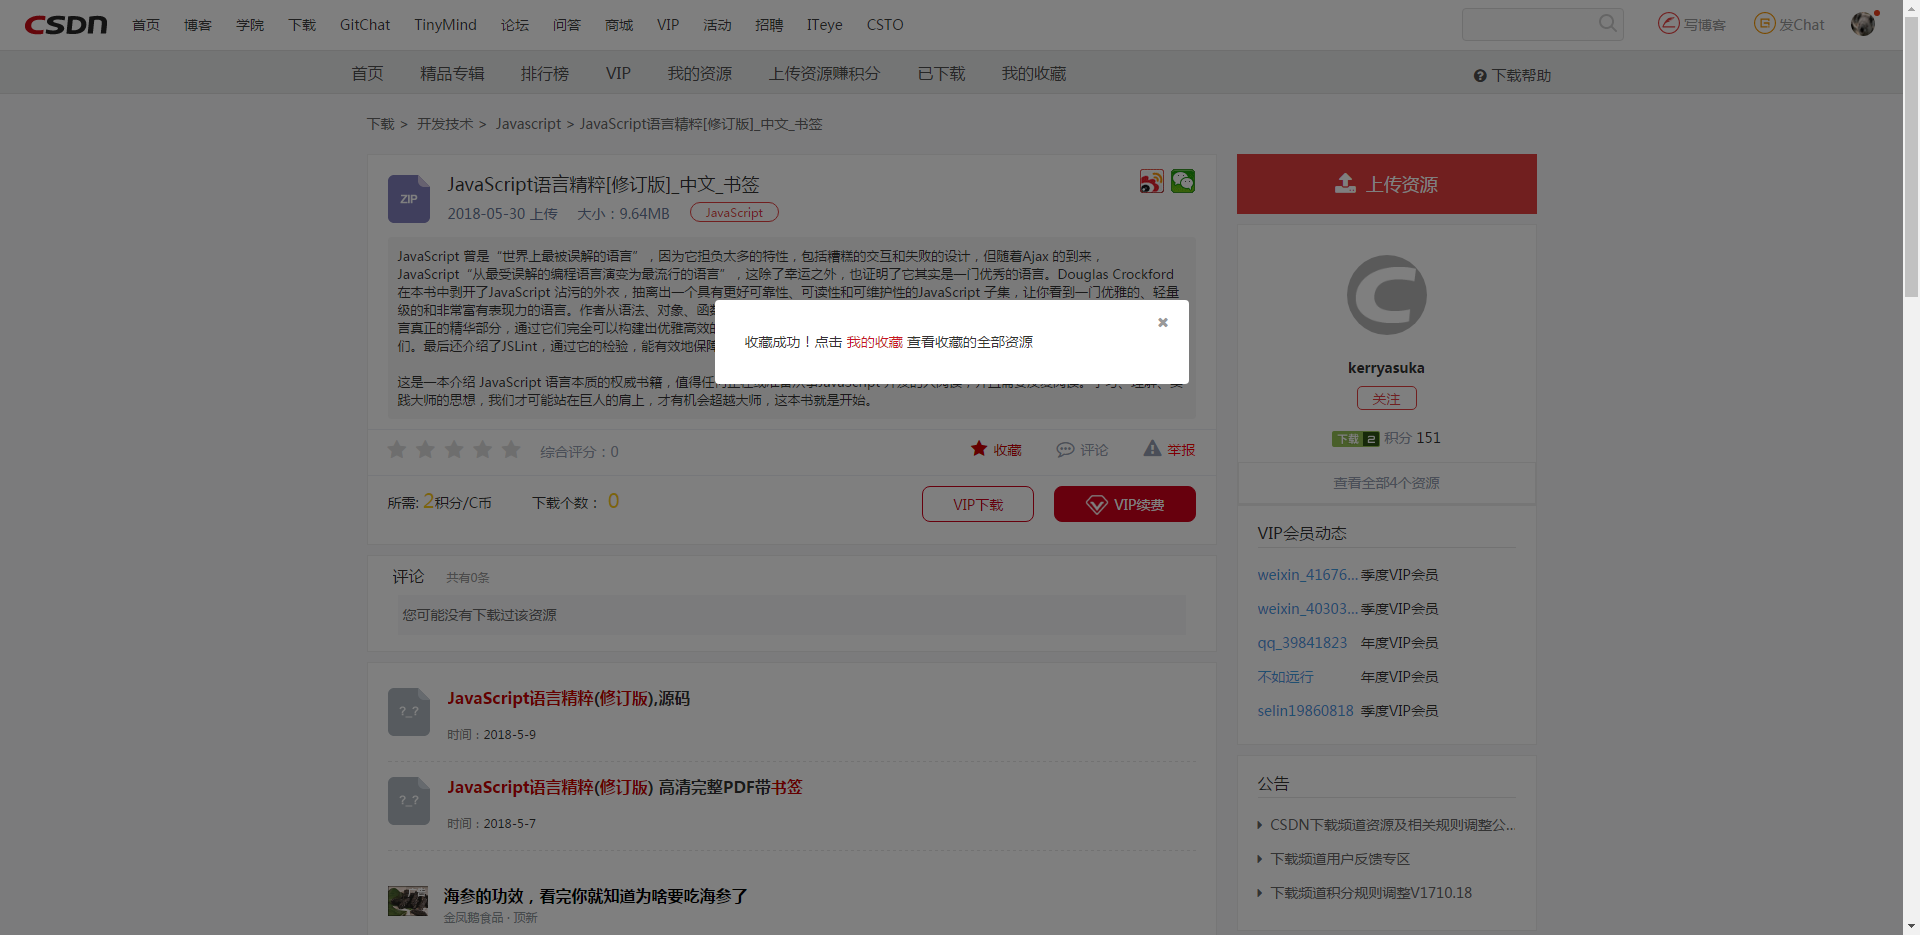 CSDN 首页 博客 学院 下载 GitChat TinyMind 论坛 问答 商城 VIP 活动 招聘 ITeye CSTO 写博客 发Chat
首页 精品专辑 排行榜 VIP 我的资源 上传资源赚积分 已下载 我的收藏 下载帮助
下载 > 开发技术 > Javascript > JavaScript语言精粹[修订版]_中文_书签
ZIP
JavaScript语言精粹[修订版]_中文_书签
2018-05-30 上传 大小：9.64MB JavaScript
JavaScript 曾是“世界上最被误解的语言”，因为它担负太多的特性，包括糟糕的交互和失败的设计，但随着Ajax 的到来，
JavaScript“从最受误解的编程语言演变为最流行的语言”，这除了幸运之外，也证明了它其实是一门优秀的语言。Douglas Crockford
在本书中剥开了JavaScript 沾污的外衣，抽离出一个具有更好可靠性、可读性和可维护性的JavaScript 子集，让你看到一门优雅的、轻量
级的和非常富有表现力的语言。作者从语法、对象、函数
言真正的精华部分，通过它们完全可以构建出优雅高效的
们。最后还介绍了JSLint，通过它的检验，能有效地保障
这是一本介绍 JavaScript 语言本质的权威书籍，值得任
践大师的思想，我们才可能站在巨人的肩上，才有机会超越大师，这本书就是开始。
收藏成功！点击 我的收藏 查看收藏的全部资源
综合评分：0 收藏 评论 举报
所需: 2积分/C币 下载个数： 0 VIP下载 VIP续费
评论 共有0条
您可能没有下载过该资源
?_?
JavaScript语言精粹(修订版),源码
时间：2018-5-9
?_?
JavaScript语言精粹(修订版) 高清完整PDF带书签
时间：2018-5-7
海参的功效，看完你就知道为啥要吃海参了
金凤鹅食品 · 顶新
上传资源
kerryasuka
关注
下载 2 积分 151
查看全部4个资源
VIP会员动态
weixin_41676... 季度VIP会员
weixin_40303... 季度VIP会员
qq_39841823 年度VIP会员
不如远行 年度VIP会员
selin19860818 季度VIP会员
公告
CSDN下载频道资源及相关规则调整公...
下载频道用户反馈专区
下载频道积分规则调整V1710.18